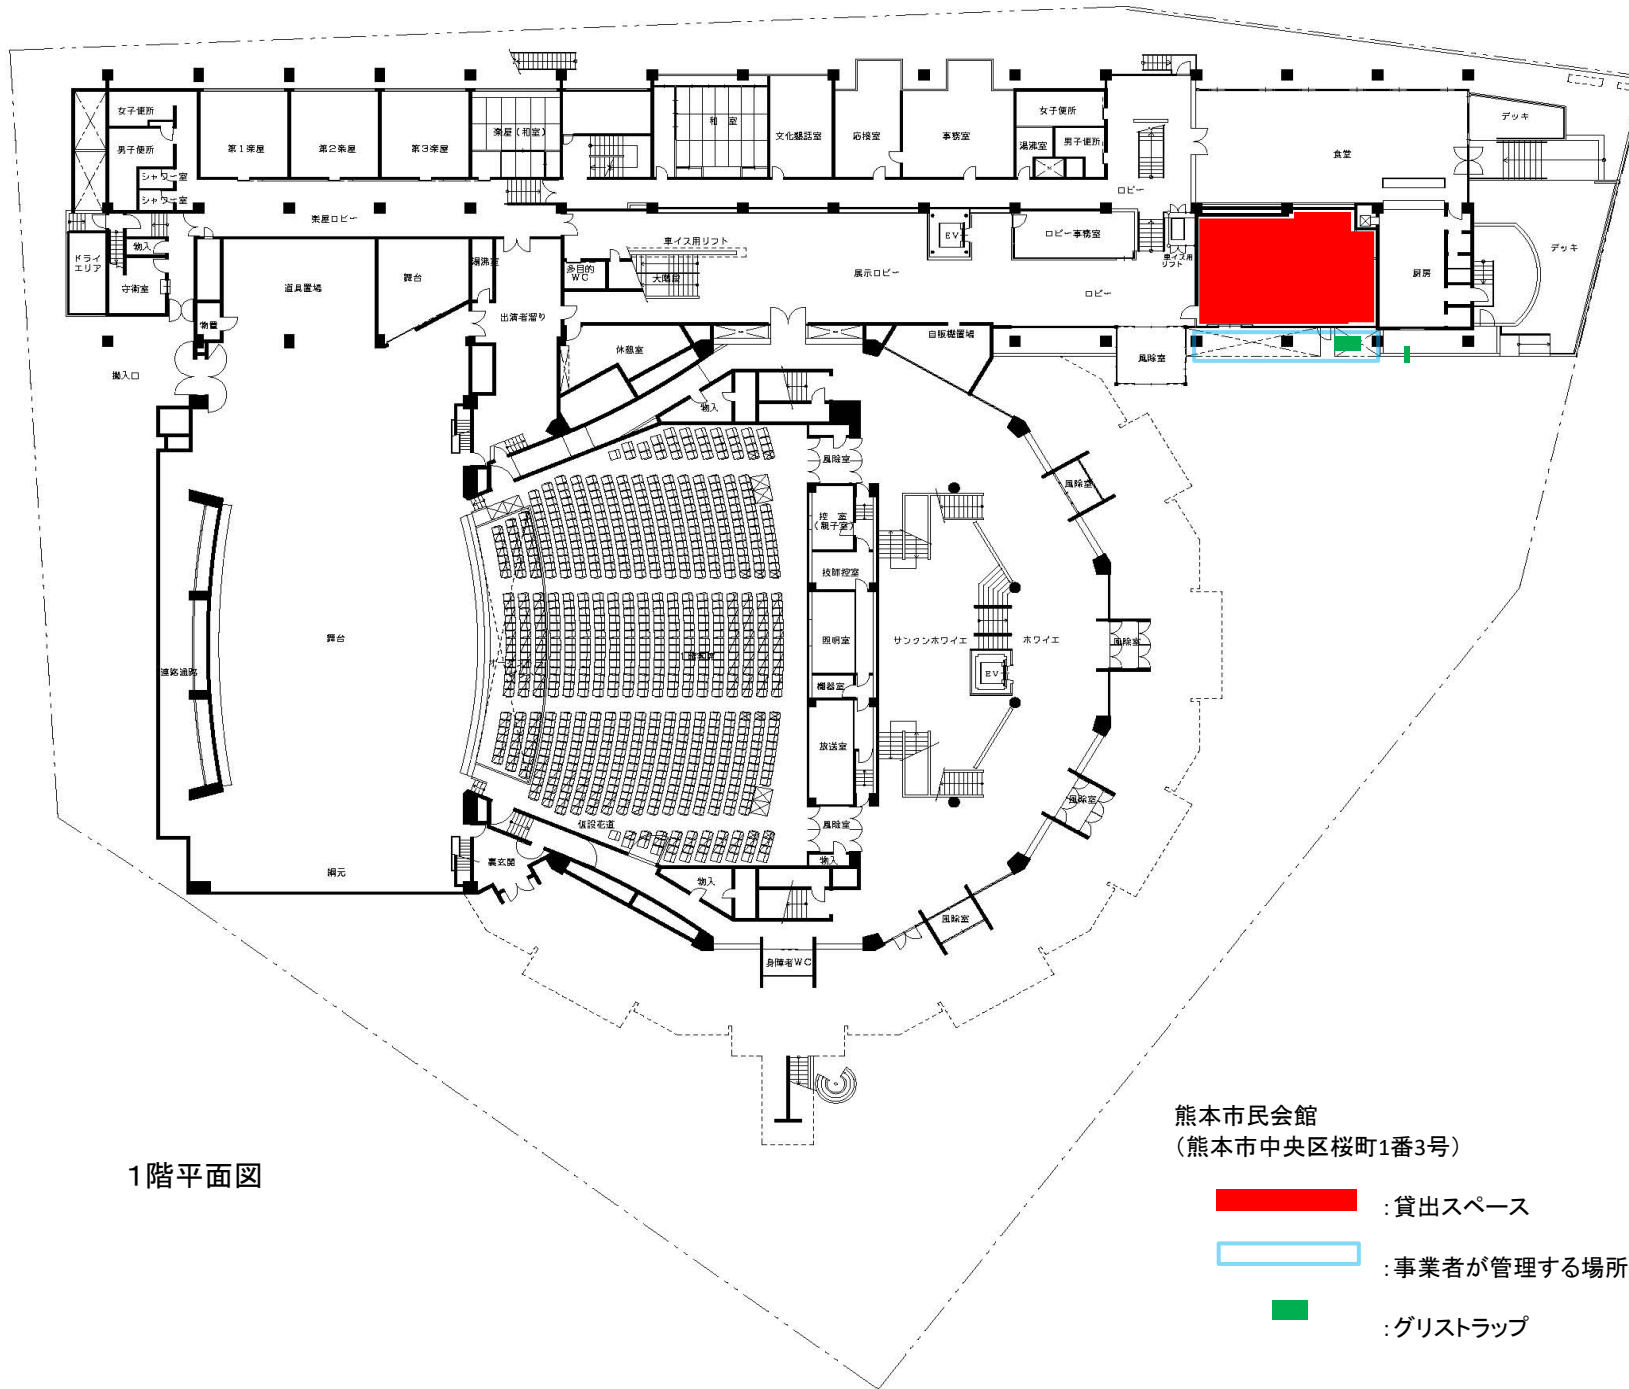 女子便所
男子便所
シャワー室
シャワー室
第1楽屋
第2楽屋
第3楽屋
楽屋(和室)
和室
文化懇話室
応接室
事務室
女子便所
湯沸室
男子便所
ロビー
食堂
デッキ
楽屋ロビー
物入
ドライ
エリア
守衛室
物置
道具置場
舞台
湯沸室
出演者溜り
多目的
WC
車イス用リフト
大階段
展示ロビー
EV
ロビー事務室
ロビー
車イス用
リフト
厨房
デッキ
搬入口
休憩室
自販機置場
風除室
物入
風除室
控室
(親子室)
技師控室
照明室
機器室
放送室
風除室
物入
サンクンホワイエ
ホワイエ
EV
風除室
風除室
風除室
風除室
連絡通路
舞台
1階客席
仮設花道
裏玄関
綱元
物入
身障者WC
1階平面図
熊本市民会館
(熊本市中央区桜町1番3号)
:貸出スペース
:事業者が管理する場所
:グリストラップ